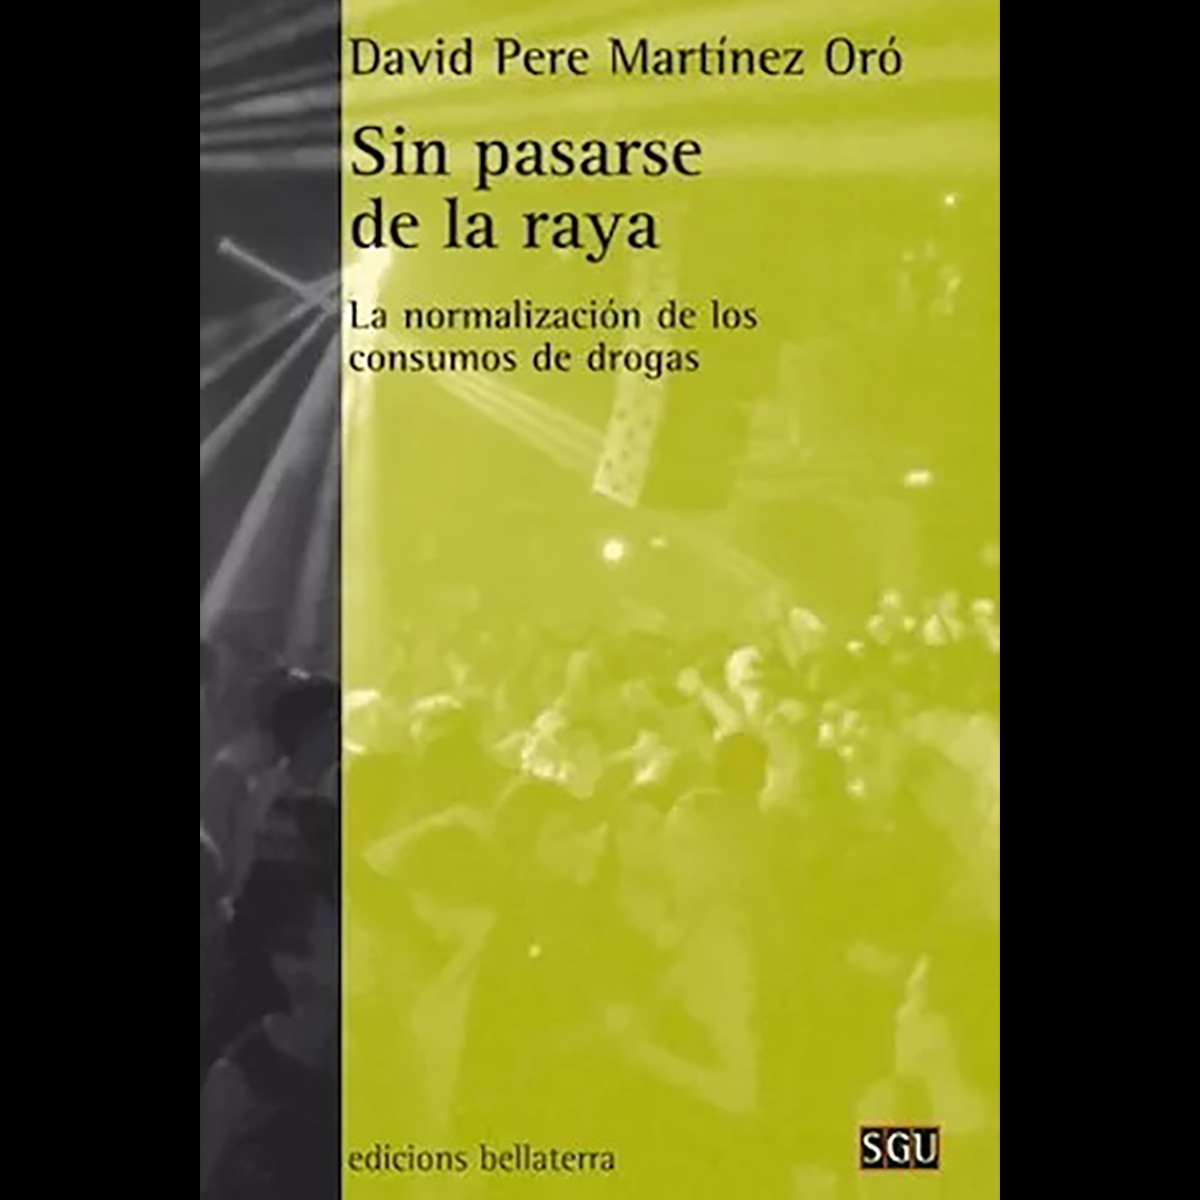 David Pere Martínez Oró
Sin pasarse
de la raya
La normalización de los
consumos de drogas
edicions bellaterra
SGU